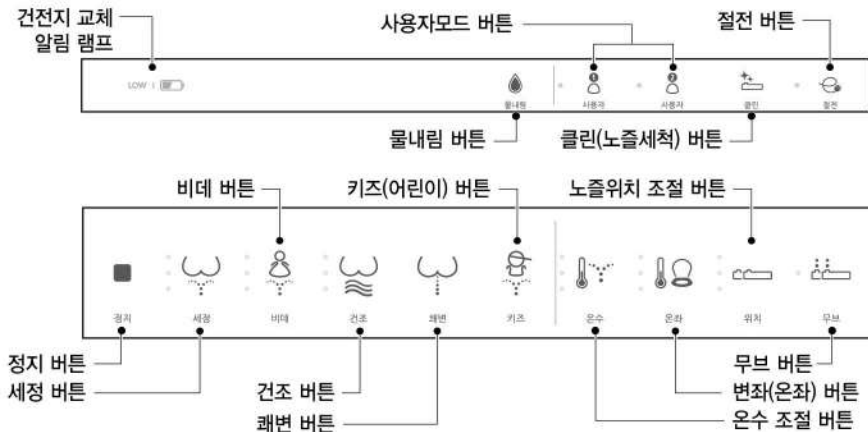 건전지 교체
알림 램프
사용자모드 버튼
절전 버튼
LOW
1
2
물내림
사용자
사용자
클린
절전
물내림 버튼
클린(노즐세척) 버튼
비데 버튼
키즈(어린이) 버튼
노즐위치 조절 버튼
정지
세정
비데
건조
쾌변
키즈
온수
온좌
위치
무브
정지 버튼
세정 버튼
건조 버튼
쾌변 버튼
무브 버튼
변좌(온좌) 버튼
온수 조절 버튼